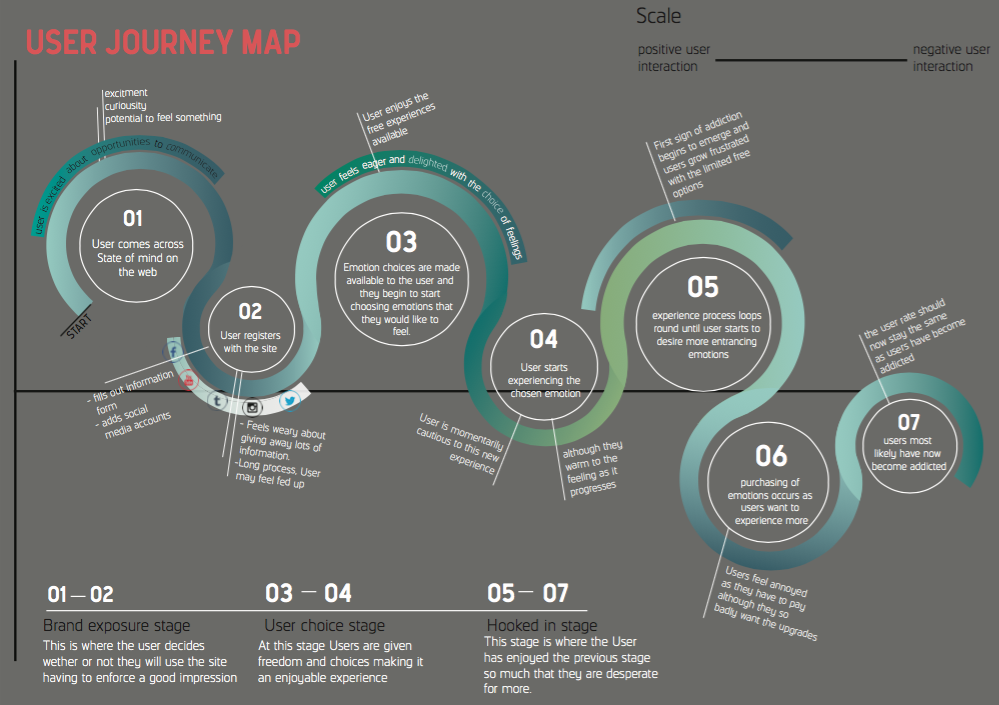 USER JOURNEY MAP
Scale
positive user
interaction
negative user
interaction
excitment
curiousity
potential to feel something
user is excited about opportunities to communicate
01
User comes across
State of mind on
the web
START
02
User registers
with the site
- fills out information
form
- adds social
media accounts
- Feels weary about
giving away lots of
information.
-Long process, User
may feel fed up
User enjoys the
free experiences
available
user feels eager and delighted with the choice of feelings
03
Emotion choices are made
available to the user and
they begin to start
choosing emotions that
they would like to
feel.
04
User starts
experiencing the
chosen emotion
User is momentarily
cautious to this new
experience
although they
warm to the
feeling as it
progresses
First sign of addiction
begins to emerge and
users grow frustrated
with the limited free
options
05
experience process loops
round until user starts to
desire more entrancing
emotions
06
purchasing of
emotions occurs as
users want to
experience more
Users feel annoyed
as they have to pay
although they so
badly want the upgrades
the user rate should
now stay the same
as users have become
addicted
07
users most
likely have now
become addicted
01 — 02
Brand exposure stage
This is where the user decides
wether or not they will use the site
having to enforce a good impression
03 — 04
User choice stage
At this stage Users are given
freedom and choices making it
an enjoyable experience
05 — 07
Hooked in stage
This stage is where the User
has enjoyed the previous stage
so much that they are desperate
for more.